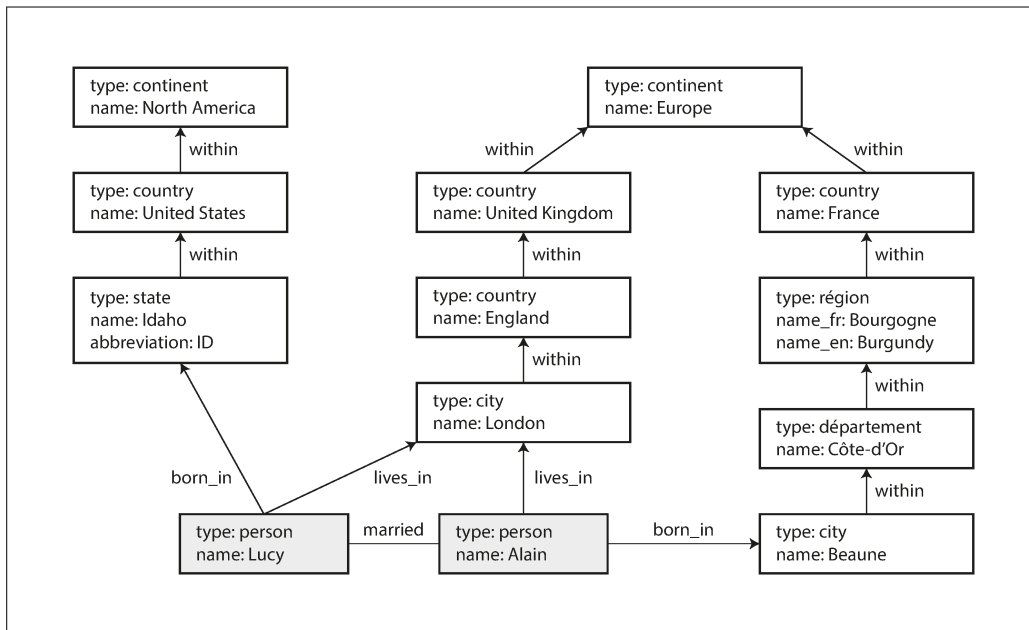 type: continent
name: North America
type: continent
name: Europe
within
within
within
type: country
name: United States
type: country
name: United Kingdom
type: country
name: France
within
within
within
type: state
name: Idaho
abbreviation: ID
type: country
name: England
type: région
name_fr: Bourgogne
name_en: Burgundy
within
within
type: city
name: London
type: département
name: Côte-d’Or
born_in
lives_in
lives_in
within
type: person
name: Lucy
married
type: person
name: Alain
born_in
type: city
name: Beaune